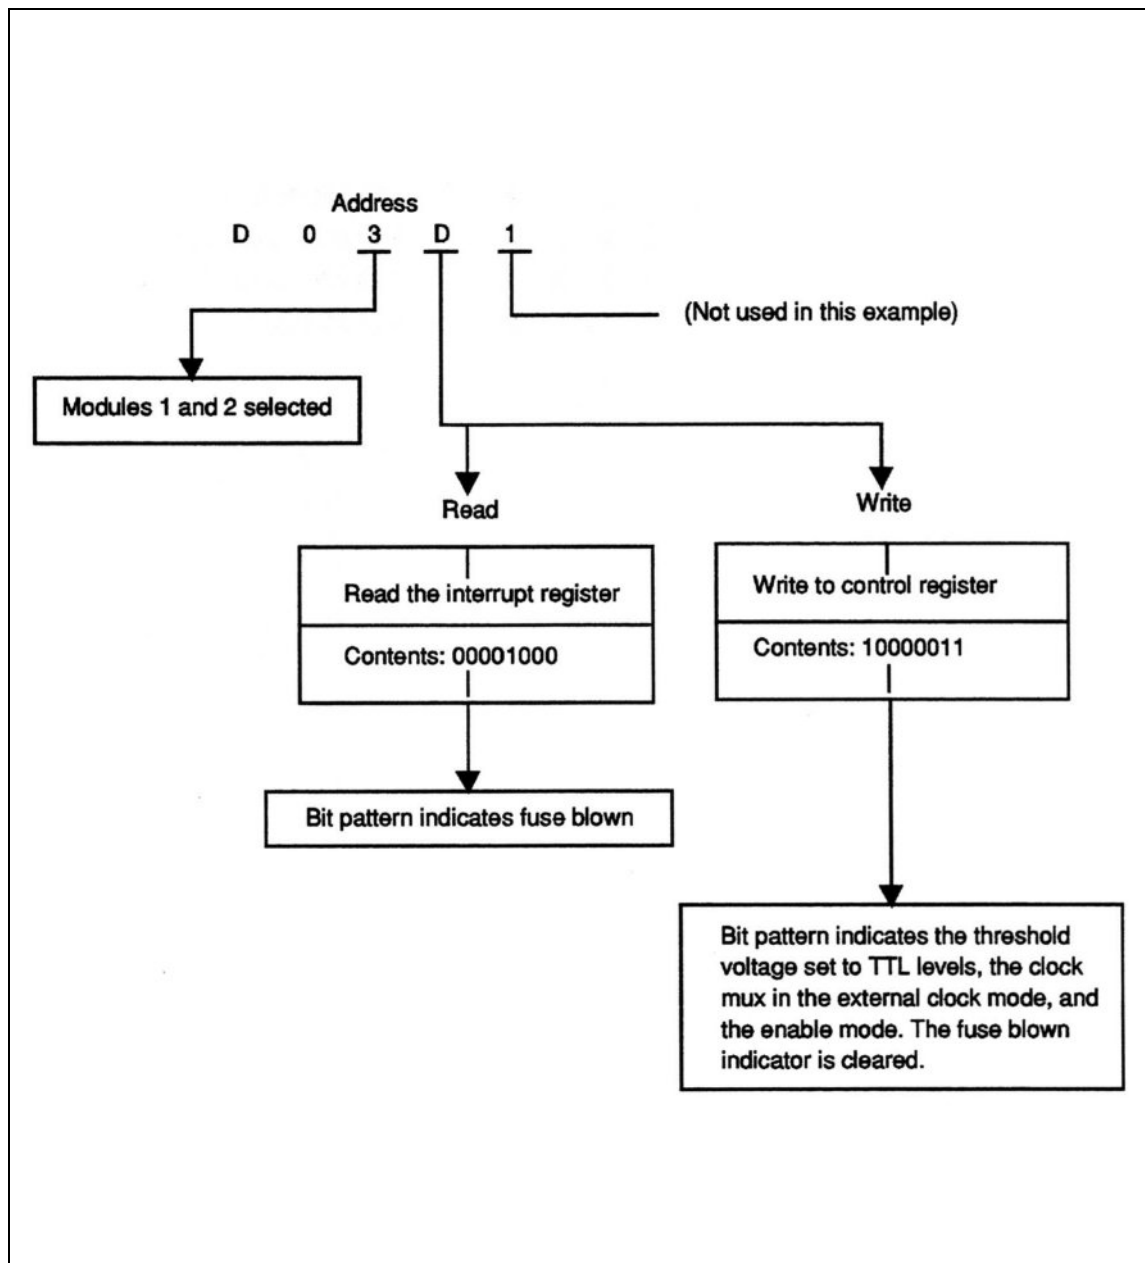 Address
D 0 3 D 1
(Not used in this example)
Modules 1 and 2 selected
Read
Write
Read the interrupt register
Contents: 00001000
Write to control register
Contents: 10000011
Bit pattern indicates fuse blown
Bit pattern indicates the threshold
voltage set to TTL levels, the clock
mux in the external clock mode, and
the enable mode. The fuse blown
indicator is cleared.